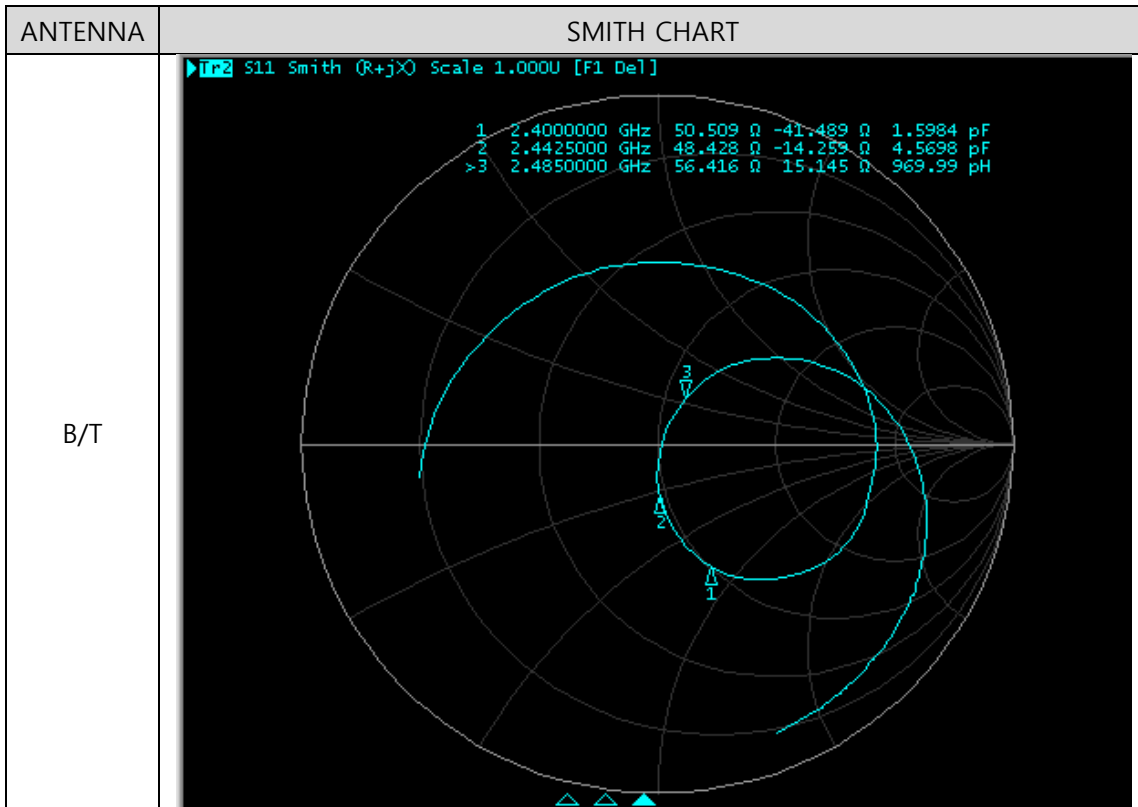 ANTENNA SMITH CHART
▶Tr2 S11 Smith (R+jX) Scale 1.000U [F1 Del]
1 2.4000000 GHz 50.509 Ω -41.489 Ω 1.5984 pF
2 2.4425000 GHz 48.428 Ω -14.259 Ω 4.5698 pF
>3 2.4850000 GHz 56.416 Ω 15.145 Ω 969.99 pH
3
B/T
2
1